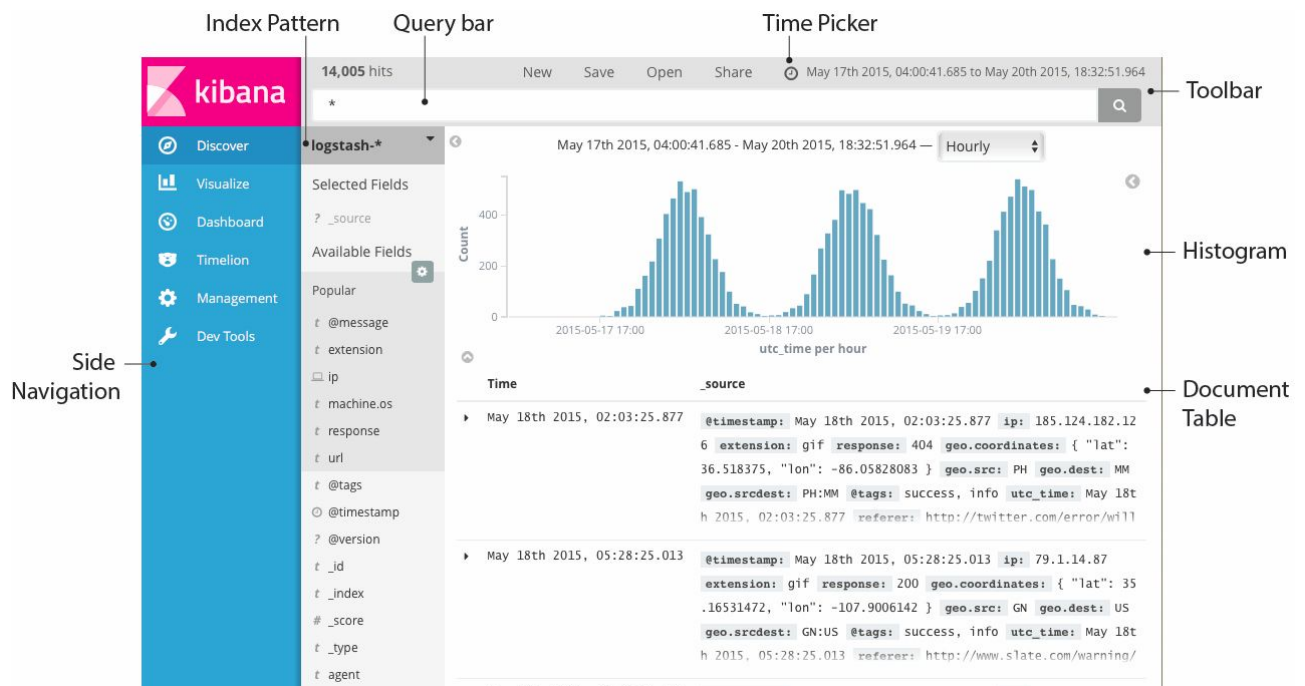 Index Pattern
Query bar
Time Picker
kibana
14,005 hits
New
Save
Open
Share
May 17th 2015, 04:00:41.685 to May 20th 2015, 18:32:51.964
Toolbar
*
Discover
Visualize
Dashboard
Timelion
Management
Dev Tools
Side
Navigation
logstash-*
Selected Fields
? _source
Available Fields
Popular
t @message
t extension
ip
t machine.os
t response
t url
t @tags
@timestamp
? @version
t _id
t _index
# _score
t _type
t agent
May 17th 2015, 04:00:41.685 - May 20th 2015, 18:32:51.964 — Hourly
Count
400
200
0
2015-05-17 17:00
2015-05-18 17:00
2015-05-19 17:00
utc_time per hour
Histogram
Time
_source
Document
Table
May 18th 2015, 02:03:25.877
@timestamp: May 18th 2015, 02:03:25.877 ip: 185.124.182.12
6 extension: gif response: 404 geo.coordinates: { "lat":
36.518375, "lon": -86.05828083 } geo.src: PH geo.dest: MM
geo.srcdest: PH:MM @tags: success, info utc_time: May 18t
h 2015, 02:03:25.877 referer: http://twitter.com/error/will
May 18th 2015, 05:28:25.013
@timestamp: May 18th 2015, 05:28:25.013 ip: 79.1.14.87
extension: gif response: 200 geo.coordinates: { "lat": 35
.16531472, "lon": -107.9006142 } geo.src: GN geo.dest: US
geo.srcdest: GN:US @tags: success, info utc_time: May 18t
h 2015, 05:28:25.013 referer: http://www.slate.com/warning/